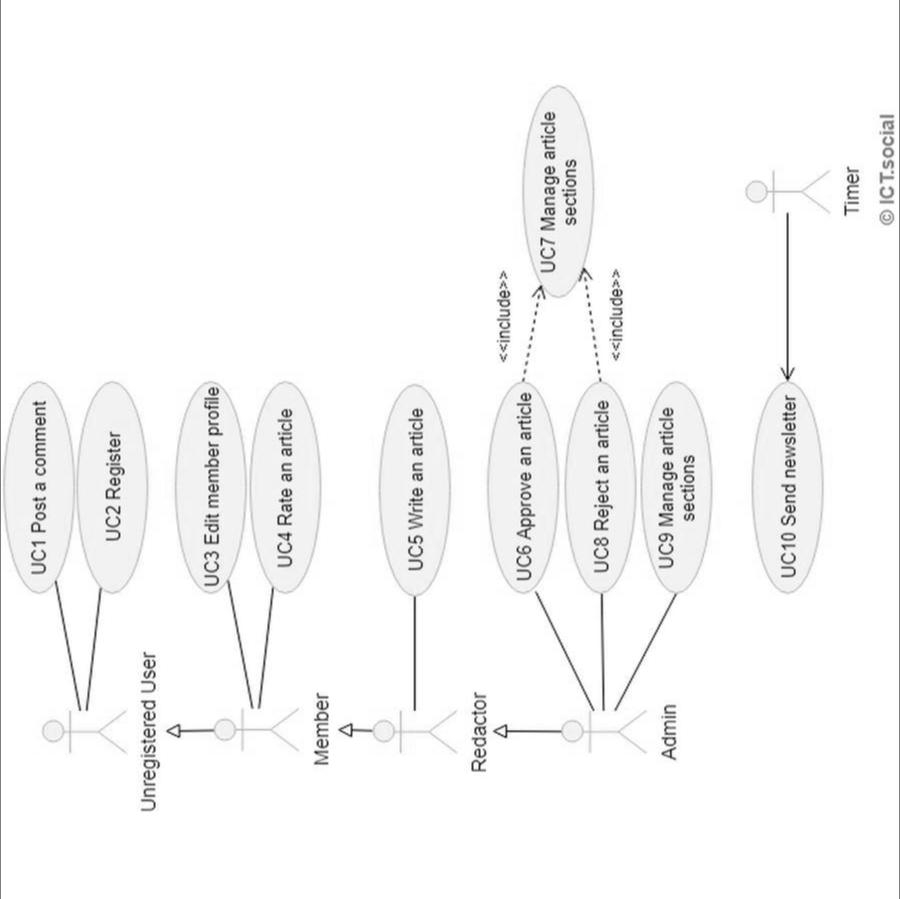 UC1 Post a comment
UC2 Register
Unregistered User
UC3 Edit member profile
UC4 Rate an article
Member
UC5 Write an article
Redactor
UC6 Approve an article
<<include>>
UC7 Manage article
sections
UC8 Reject an article
<<include>>
UC9 Manage article
sections
Admin
UC10 Send newsletter
Timer
© ICT.social